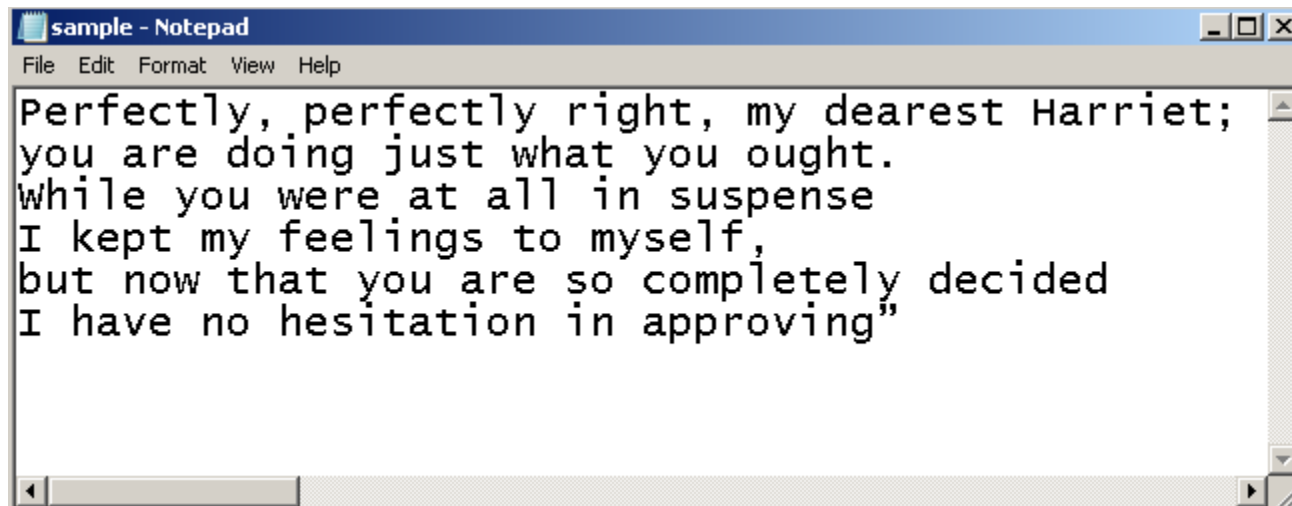 sample - Notepad
File Edit Format View Help
Perfectly, perfectly right, my dearest Harriet;
you are doing just what you ought.
While you were at all in suspense
I kept my feelings to myself,
but now that you are so completely decided
I have no hesitation in approving”